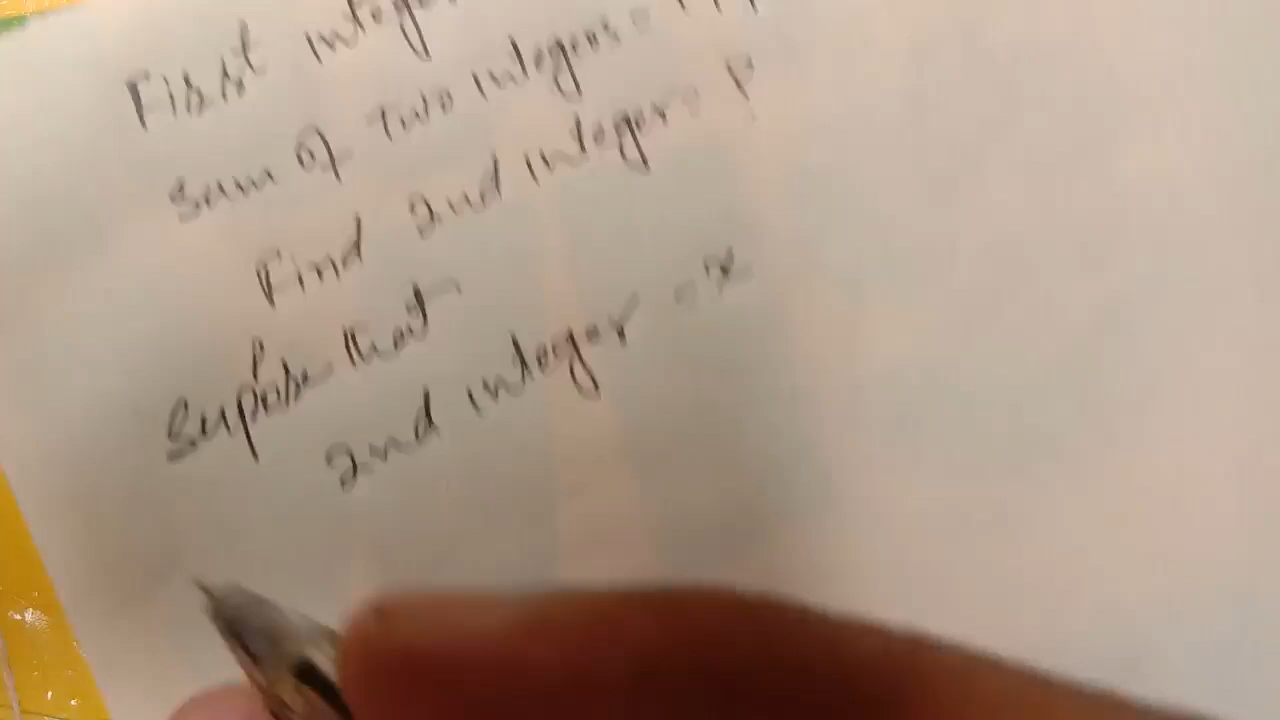 First integer
Sum of Two integers =
Find 2nd integer = ?
Suppose that
2nd integer = x